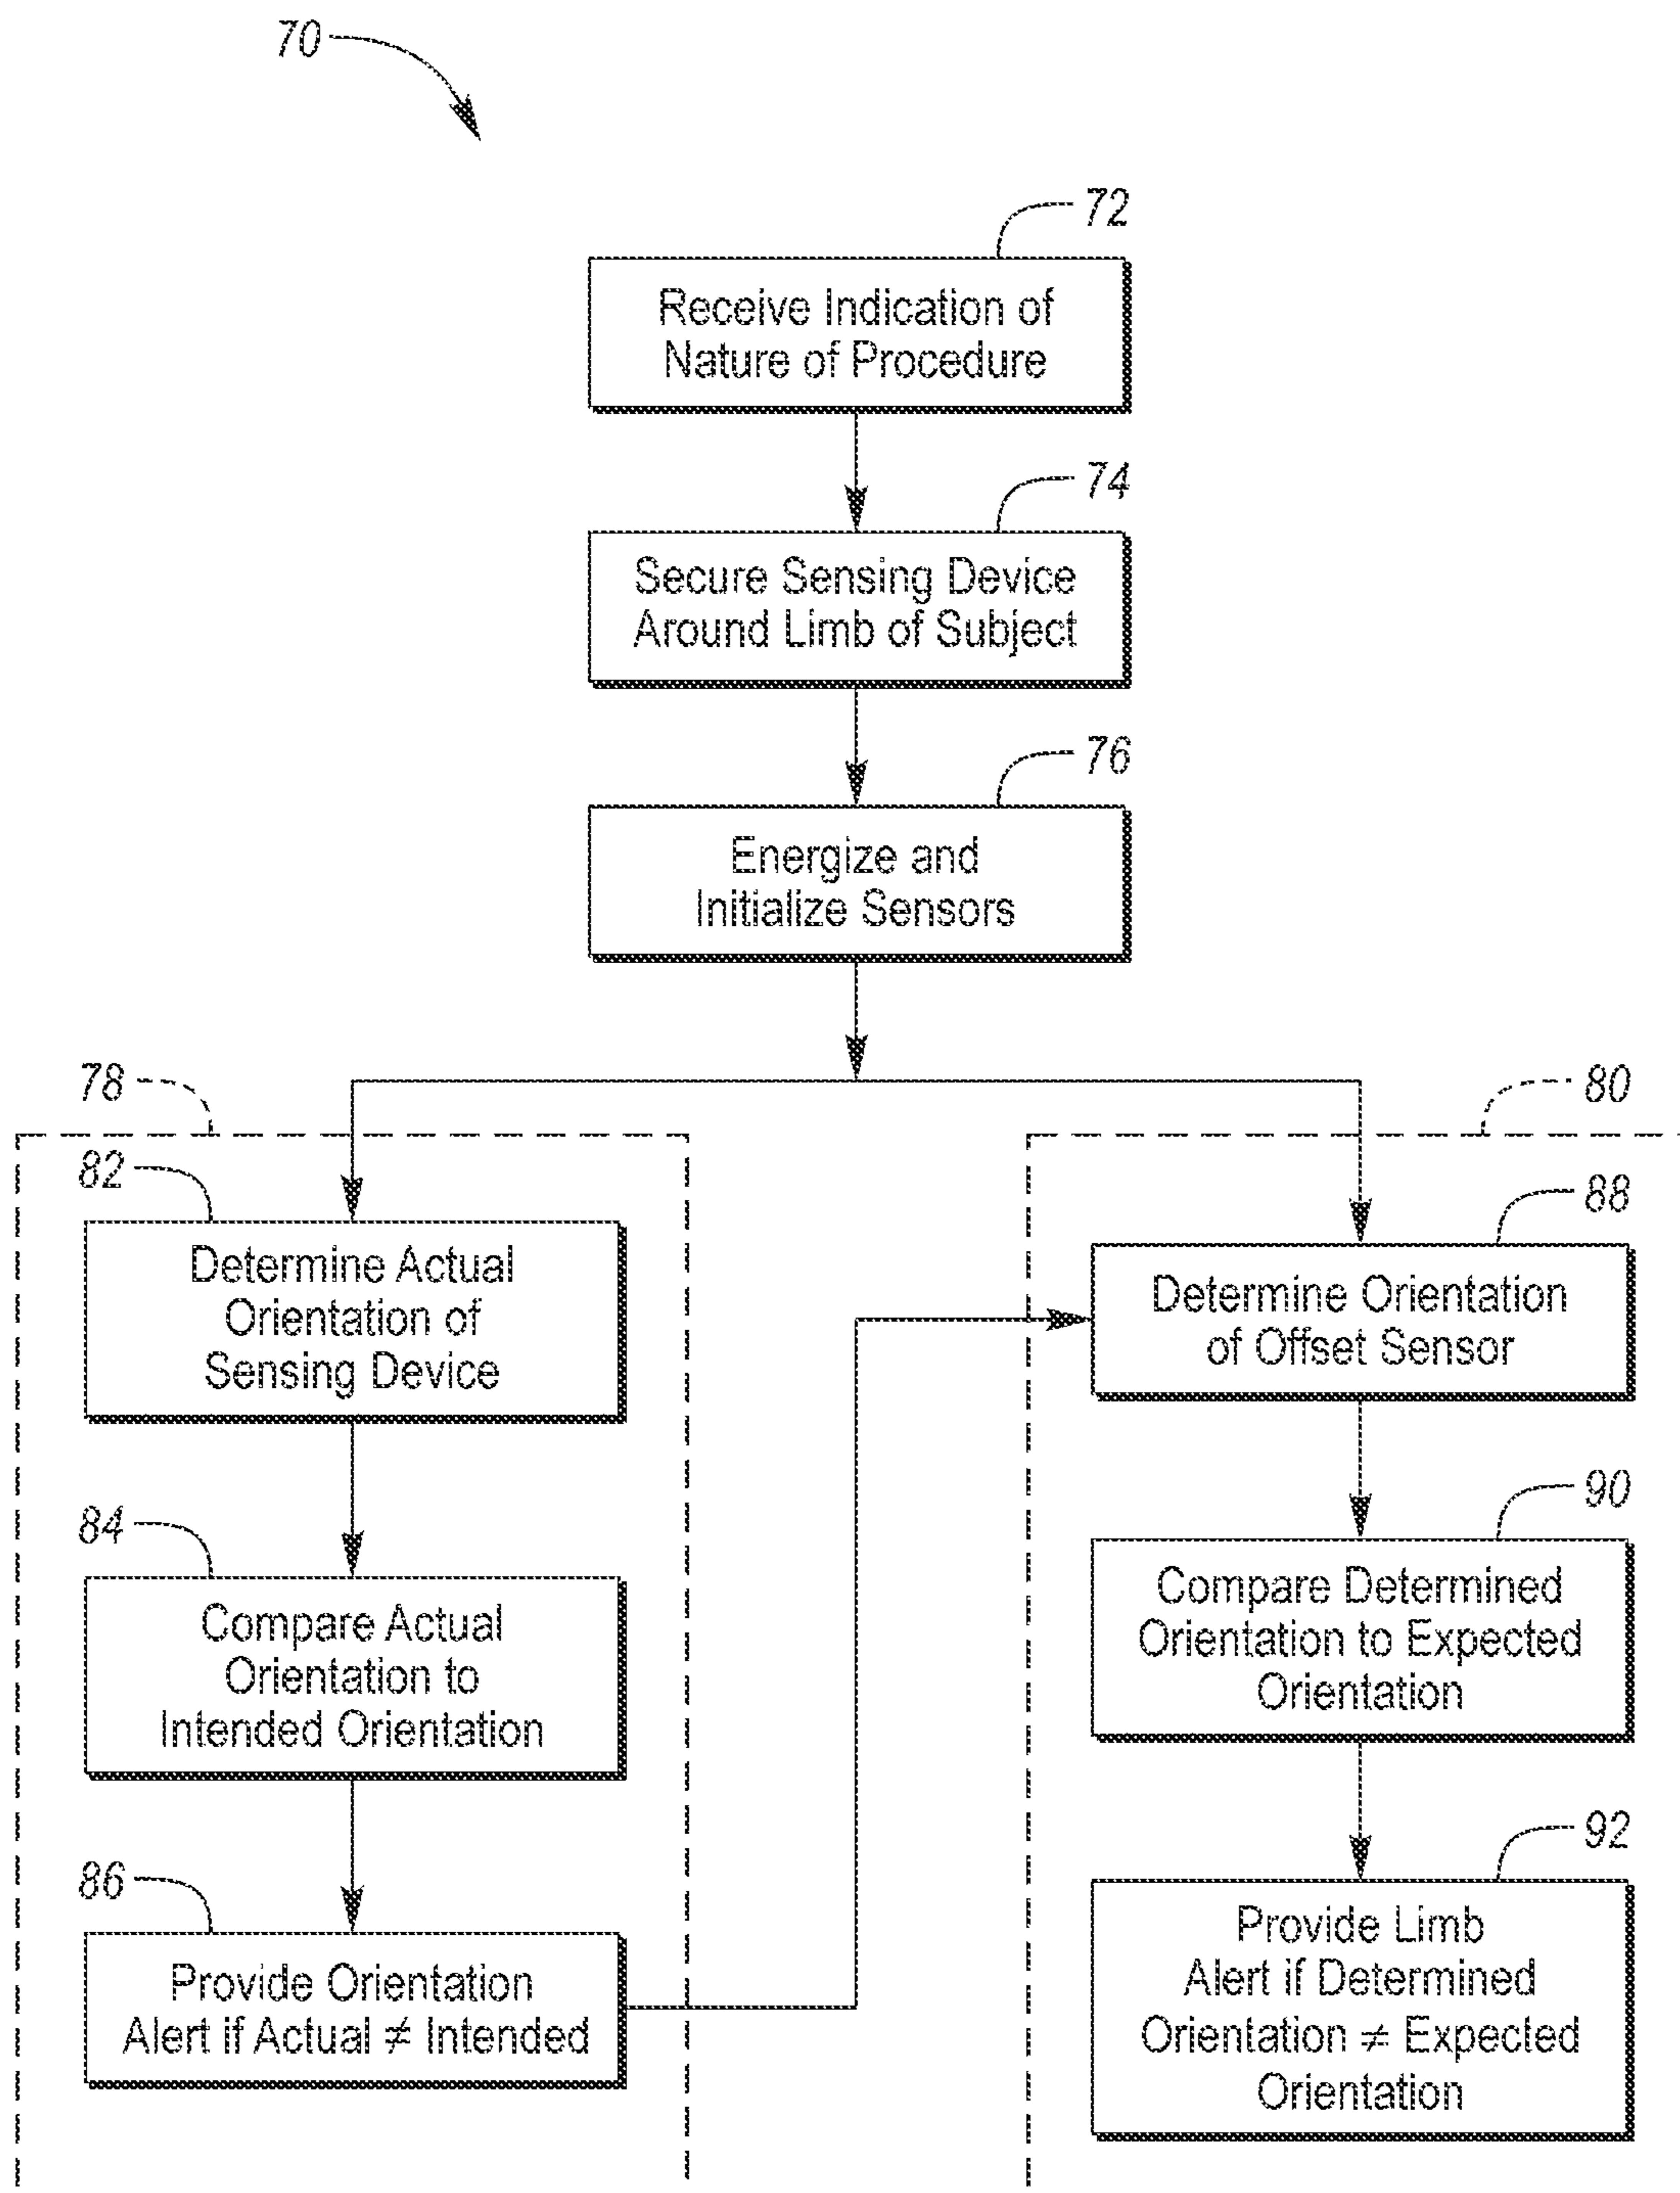 70
72
Receive Indication of
Nature of Procedure
74
Secure Sensing Device
Around Limb of Subject
76
Energize and
Initialize Sensors
78
82
Determine Actual
Orientation of
Sensing Device
84
Compare Actual
Orientation to
Intended Orientation
86
Provide Orientation
Alert if Actual ≠ Intended
80
88
Determine Orientation
of Offset Sensor
90
Compare Determined
Orientation to Expected
Orientation
92
Provide Limb
Alert if Determined
Orientation ≠ Expected
Orientation